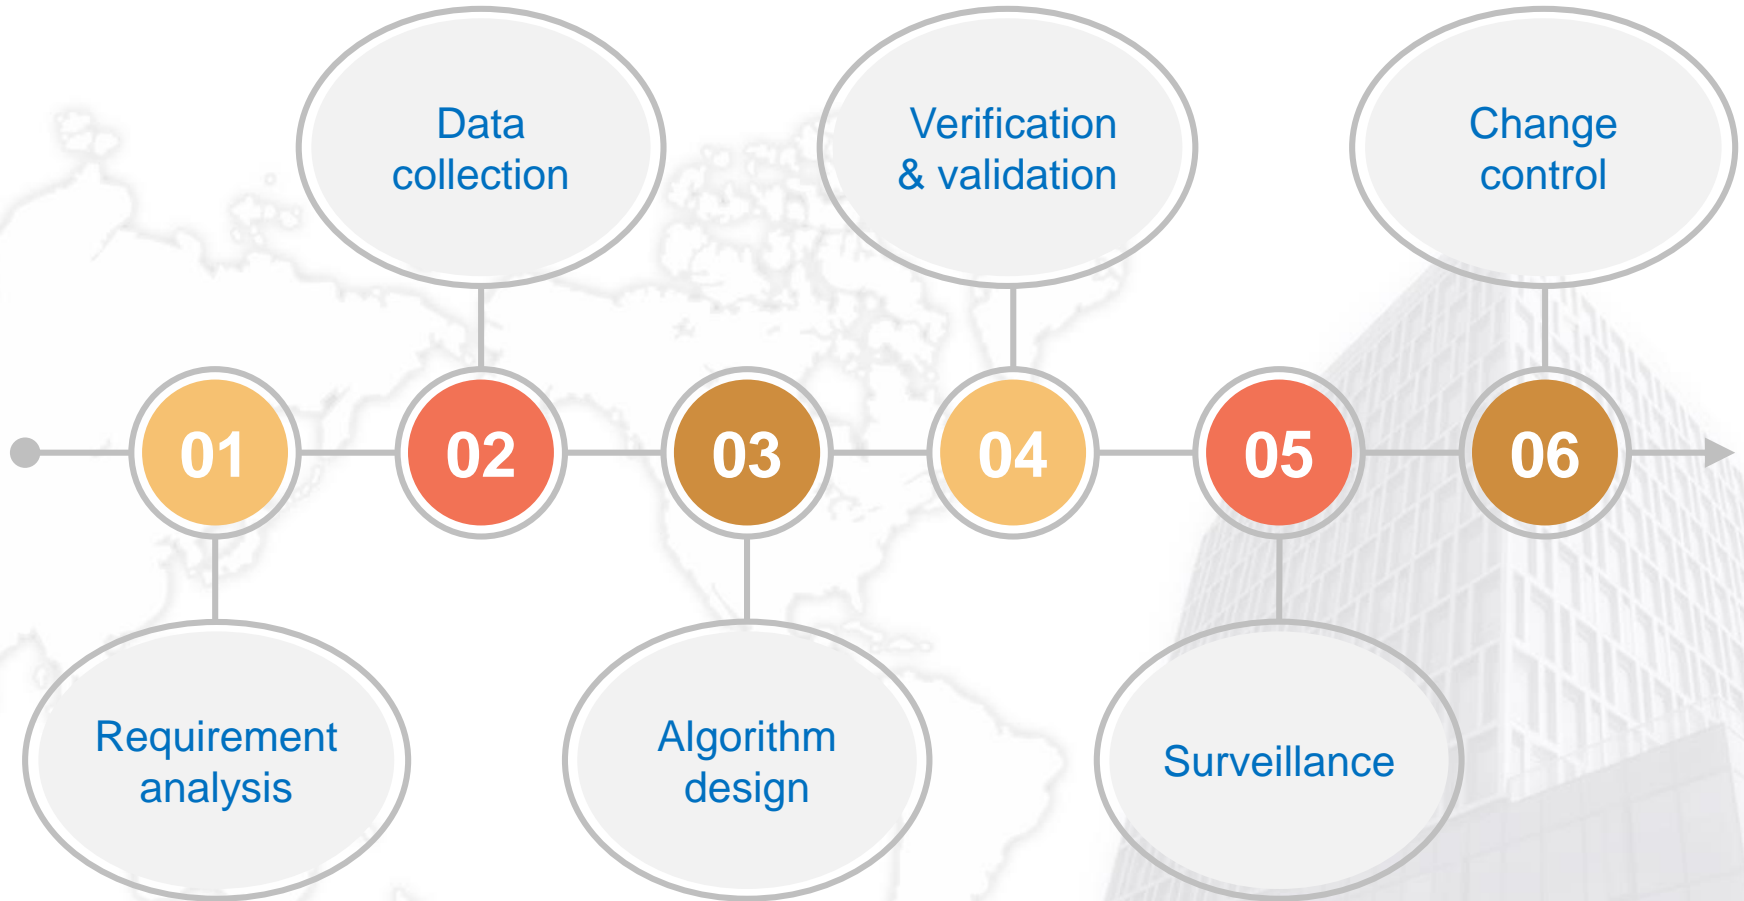 Data
collection
Verification
& validation
Change
control
01
02
03
04
05
06
Requirement
analysis
Algorithm
design
Surveillance